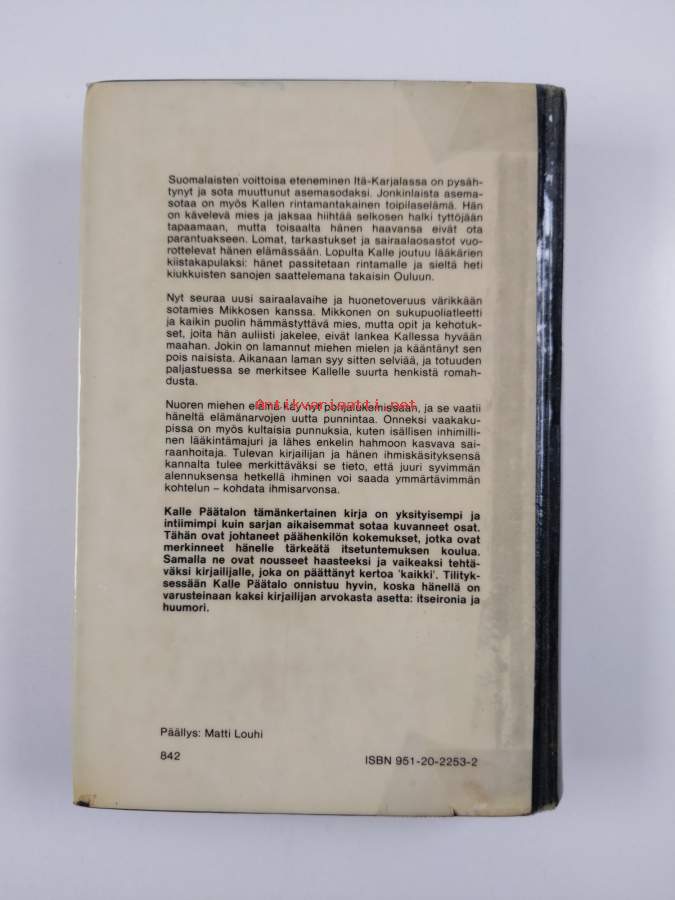 Suomalaisten voittoisa eteneminen Itä-Karjalassa on pysäh-
tynyt ja sota muuttunut asemasodaksi. Jonkinlaista asema-
sotaa on myös Kallen rintamantakainen toipilaselämä. Hän
on kävelevä mies ja jaksaa hiihtää selkosen halki tyttöjään
tapaamaan, mutta toisaalta hänen haavansa eivät ota
parantuakseen. Lomat, tarkastukset ja sairaalaosastot vuo-
rottelevat hänen elämässään. Lopulta Kalle joutuu lääkärien
kiistakapulaksi: hänet passitetaan rintamalle ja sieltä heti
kiukkuisten sanojen saattelemana takaisin Ouluun.
Nyt seuraa uusi sairaalavaihe ja huonetoveruus värikkään
sotamies Mikkosen kanssa. Mikkonen on sukupuoliatleetti
ja kaikin puolin hämmästyttävä mies, mutta opit ja kehotuk-
set, joita hän auliisti jakelee, eivät lankea Kallessa hyvään
maahan. Jokin on lamannut miehen mielen ja kääntänyt sen
pois naisista. Aikanaan laman syy sitten selviää, ja totuuden
paljastuessa se merkitsee Kallelle suurta henkistä romah-
dusta.
Nuoren miehen elämä käy nyt pohjalukemissaan, ja se vaatii
häneltä elämänarvojen uutta punnintaa. Onneksi vaakaku-
pissa on myös kultaisia punnuksia, kuten isällisen inhimilli-
nen lääkintämajuri ja lähes enkelin hahmoon kasvava sai-
raanhoitaja. Tulevan kirjailijan ja hänen ihmiskäsityksensä
kannalta tulee merkittäväksi se tieto, että juuri syvimmän
alennuksensa hetkellä ihminen voi saada ymmärtävimmän
kohtelun – kohdata ihmisarvonsa.
Kalle Päätalon tämänkertainen kirja on yksityisempi ja
intiimimpi kuin sarjan aikaisemmat sotaa kuvanneet osat.
Tähän ovat johtaneet päähenkilön kokemukset, jotka ovat
merkinneet hänelle tärkeätä itsetuntemuksen koulua.
Samalla ne ovat nousseet haasteeksi ja vaikeaksi tehtä-
väksi kirjailijalle, joka on päättänyt kertoa 'kaikki'. Tilityk-
sessään Kalle Päätalo onnistuu hyvin, koska hänellä on
varusteinaan kaksi kirjailijan arvokasta asetta: itseironia ja
huumori.
Antikvariaatti.net
Päällys: Matti Louhi
842 ISBN 951-20-2253-2